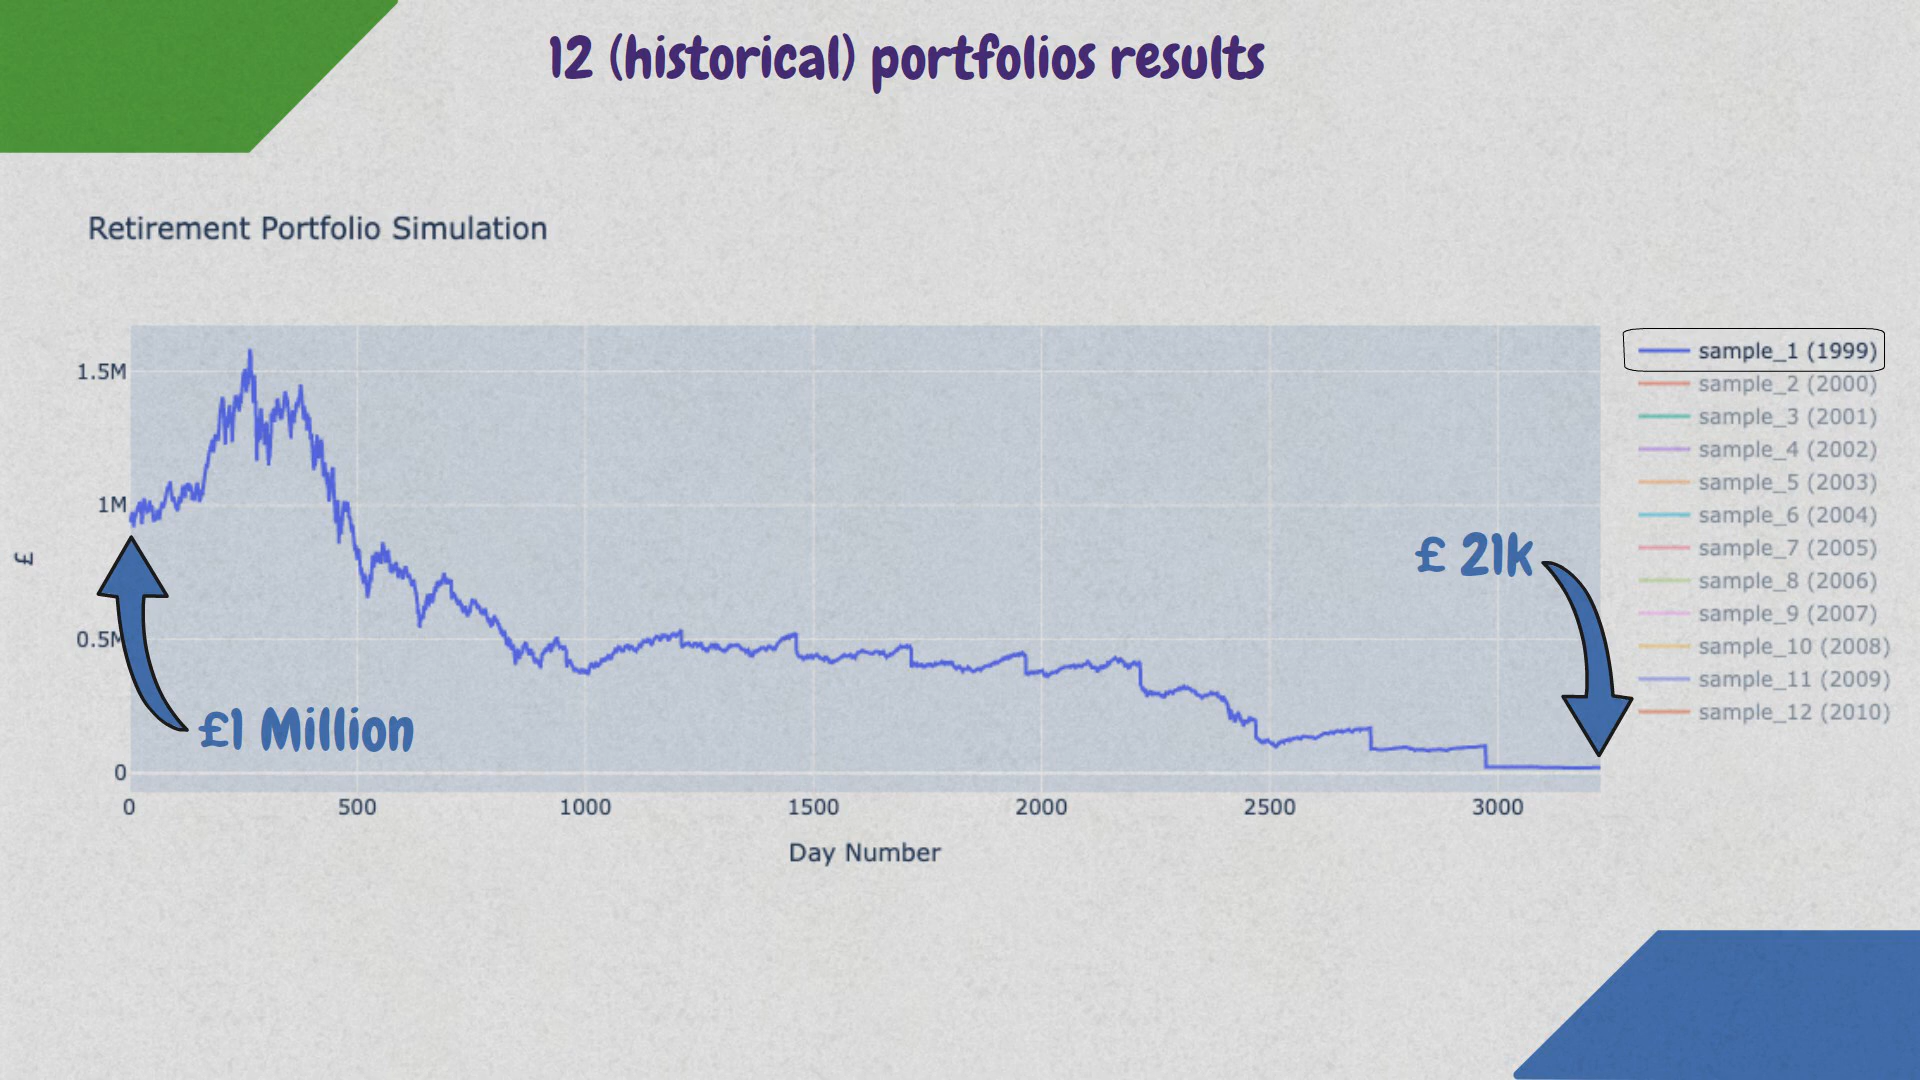 12 (historical) portfolios results
Retirement Portfolio Simulation
1.5M
1M
0.5M
0
£
£1 Million
£ 21k
0
500
1000
1500
2000
2500
3000
Day Number
sample_1 (1999)
sample_2 (2000)
sample_3 (2001)
sample_4 (2002)
sample_5 (2003)
sample_6 (2004)
sample_7 (2005)
sample_8 (2006)
sample_9 (2007)
sample_10 (2008)
sample_11 (2009)
sample_12 (2010)